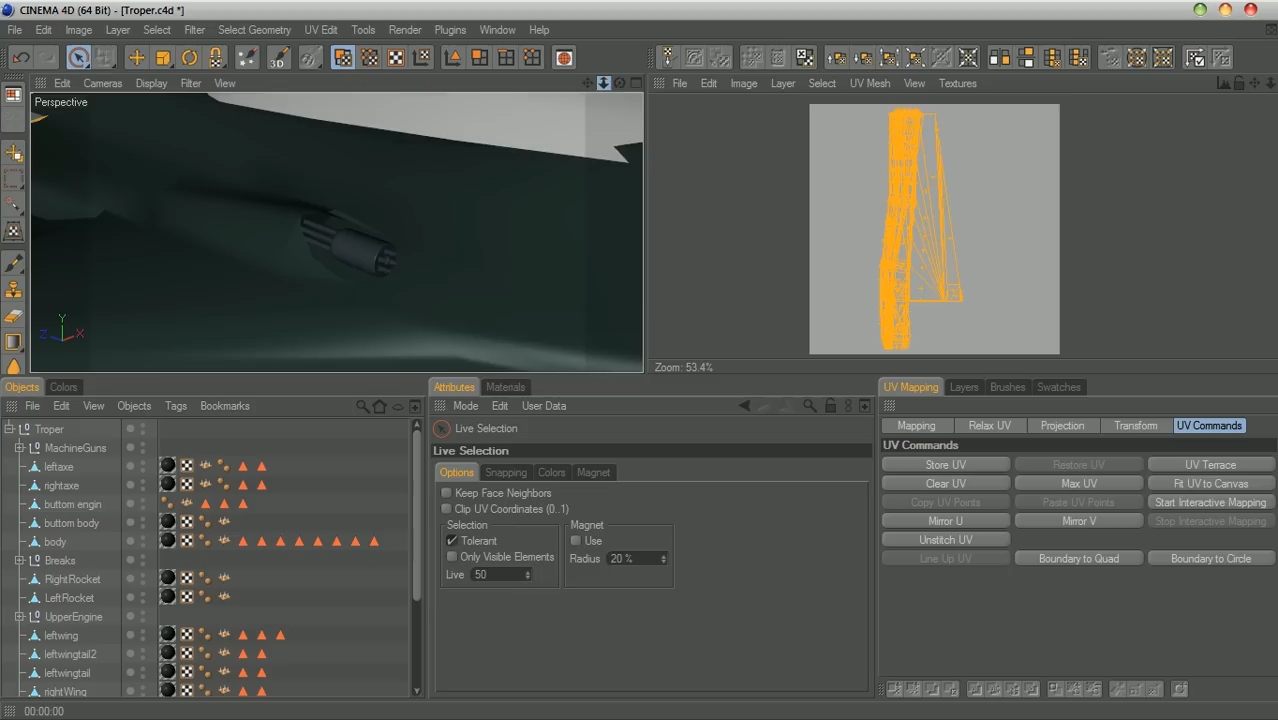 CINEMA 4D (64 Bit) - [Troper.c4d *]
File Edit Image Layer Filter Select Select Geometry UV Edit Tools Render Plugins Window Help
3D
Edit Cameras Display Filter View
File Edit Image Layer Select UV Mesh View Textures
Perspective
Y
Z X
Zoom: 53.4%
Objects Colors
File Edit View Objects Tags Bookmarks
Troper
MachineGuns
leftaxe
rightaxe
buttom engin
buttom body
body
Breaks
RightRocket
LeftRocket
UpperEngine
leftwing
leftwingtail2
leftwingtail
rightWing
Attributes Materials
Mode Edit User Data
Live Selection
Live Selection
Options Snapping Colors Magnet
Keep Face Neighbors
Clip UV Coordinates (0..1)
Selection Magnet
Tolerant Use
Only Visible Elements Radius 20 %
Live 50
UV Mapping Layers Brushes Swatches
Mapping Relax UV Projection Transform UV Commands
UV Commands
Store UV Restore UV UV Terrace
Clear UV Max UV Fit UV to Canvas
Copy UV Points Paste UV Points Start Interactive Mapping
Mirror U Mirror V Stop Interactive Mapping
Unstitch UV
Line Up UV Boundary to Quad Boundary to Circle
00:00:00